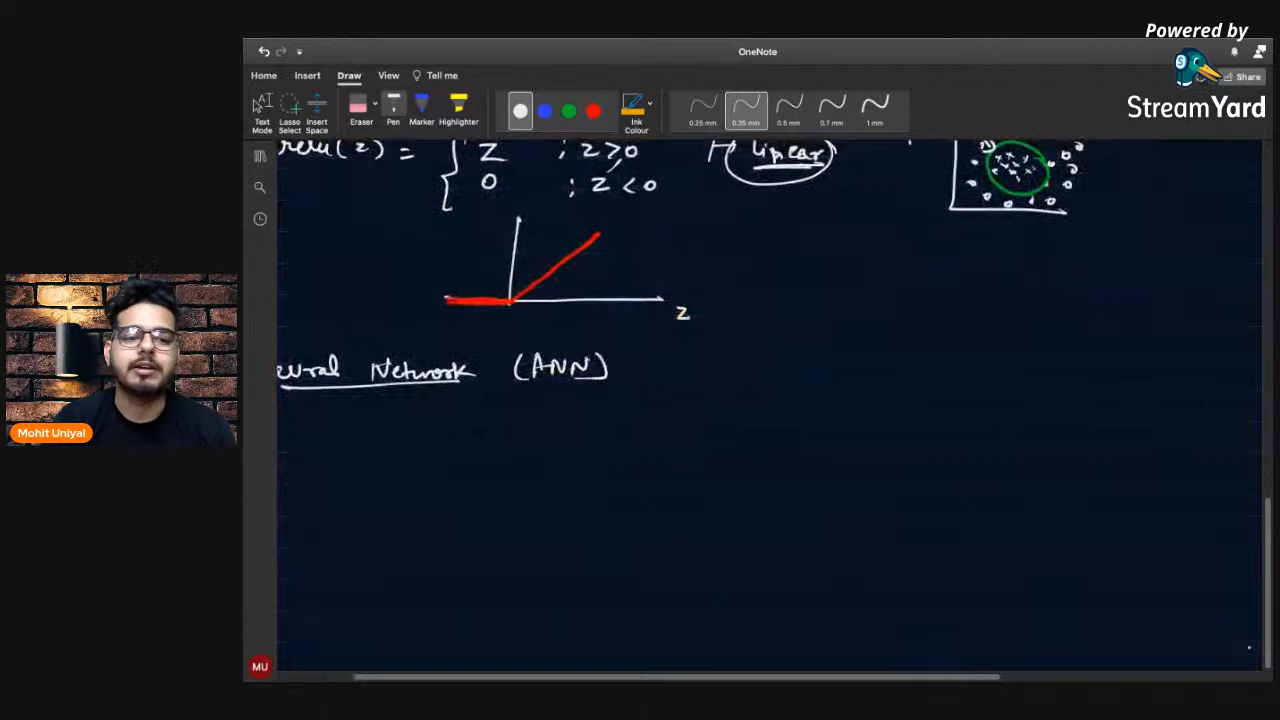 Powered by
StreamYard
OneNote
Home Insert Draw View Tell me
Share
Text Mode
Lasso Select
Insert Space
Eraser
Pen
Marker
Highlighter
Ink Colour
0.25 mm
0.35 mm
0.5 mm
0.7 mm
1 mm
relu(z) = { z ; z ≥ 0
0 ; z < 0
linear
z
eural Network (ANN)
Mohit Uniyal
MU